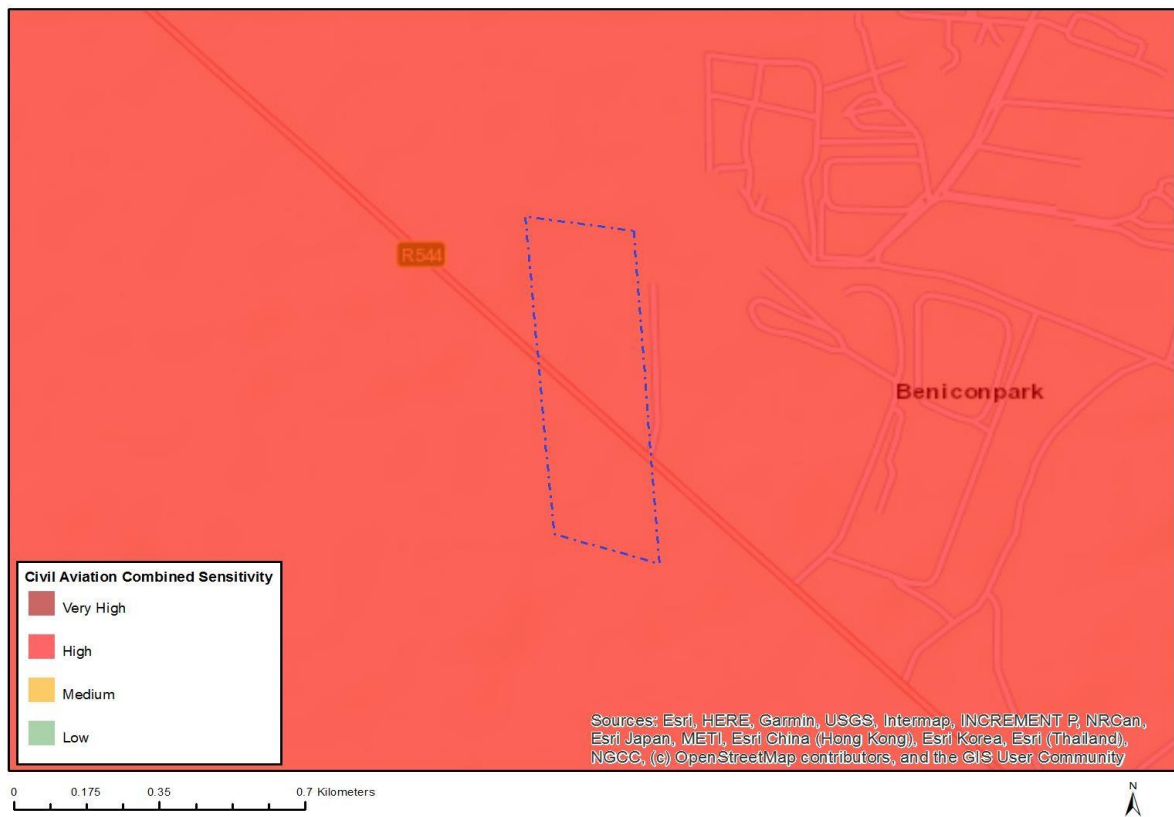 R544
Beniconpark
Civil Aviation Combined Sensitivity
Very High
High
Medium
Low
Sources: Esri, HERE, Garmin, USGS, Intermap, INCREMENT P, NRCan,
Esri Japan, METI, Esri China (Hong Kong), Esri Korea, Esri (Thailand),
NGCC, (c) OpenStreetMap contributors, and the GIS User Community
0 0.175 0.35 0.7 Kilometers
N